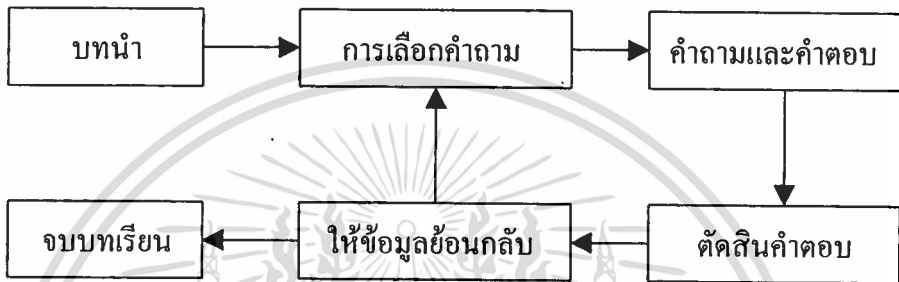 บทนำ
การเลือกคำถาม
คำถามและคำตอบ
จบบทเรียน
ให้ข้อมูลย้อนกลับ
ตัดสินคำตอบ